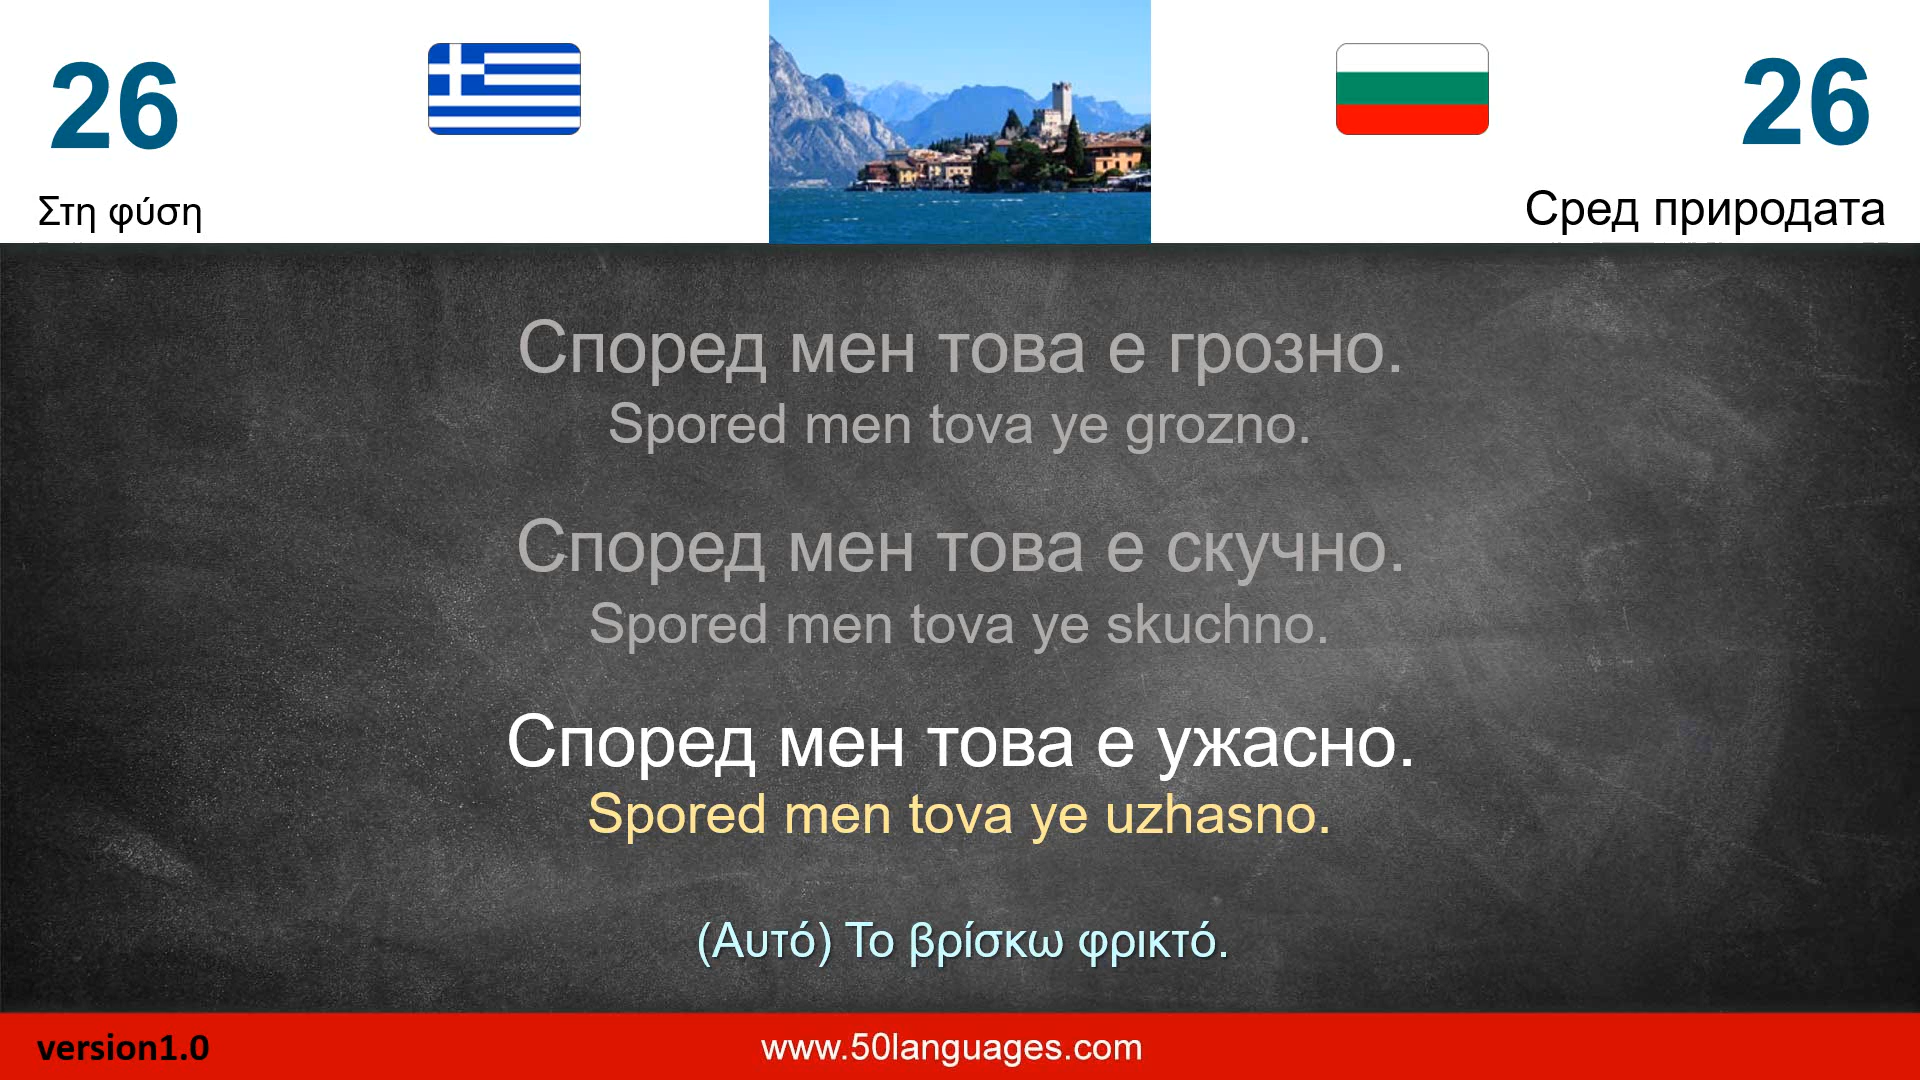 26
26
Στη φύση
Сред природата
Според мен това е грозно.
Spored men tova ye grozno.
Според мен това е скучно.
Spored men tova ye skuchno.
Според мен това е ужасно.
Spored men tova ye uzhasno.
(Αυτό) Το βρίσκω φρικτό.
version1.0
www.50languages.com